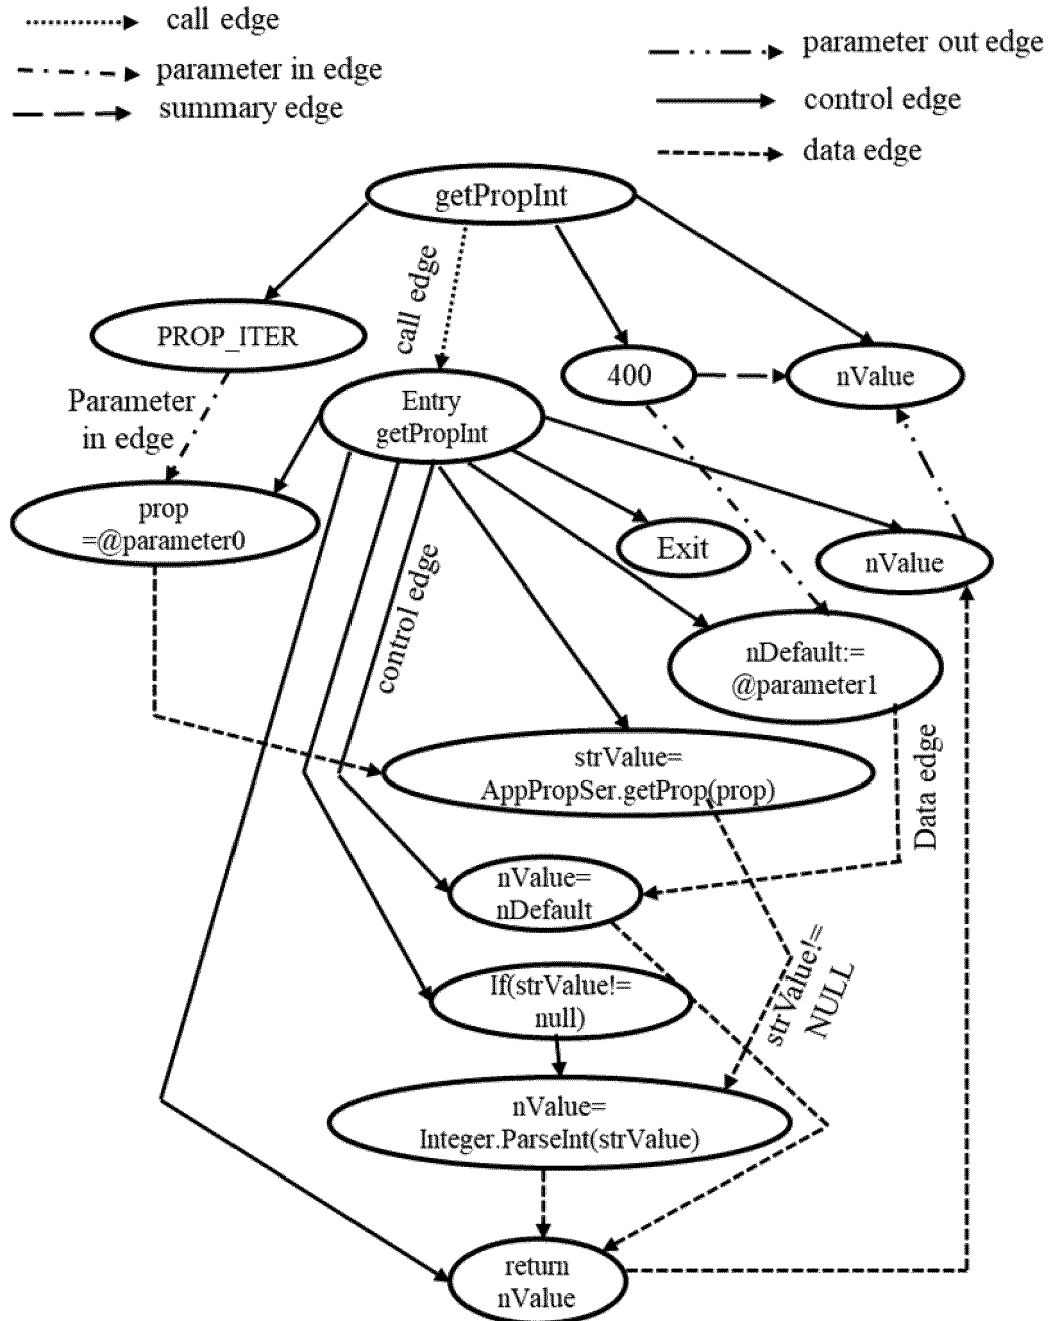 call edge
parameter in edge
summary edge
parameter out edge
control edge
data edge
getPropInt
call edge
PROP_ITER
400
nValue
Parameter
in edge
Entry
getPropInt
prop
=@parameter0
Exit
nValue
control edge
nDefault:=
@parameter1
strValue=
AppPropSer.getProp(prop)
Data edge
nValue=
nDefault
strValue!=
NULL
If(strValue!=
null)
nValue=
Integer.ParseInt(strValue)
return
nValue